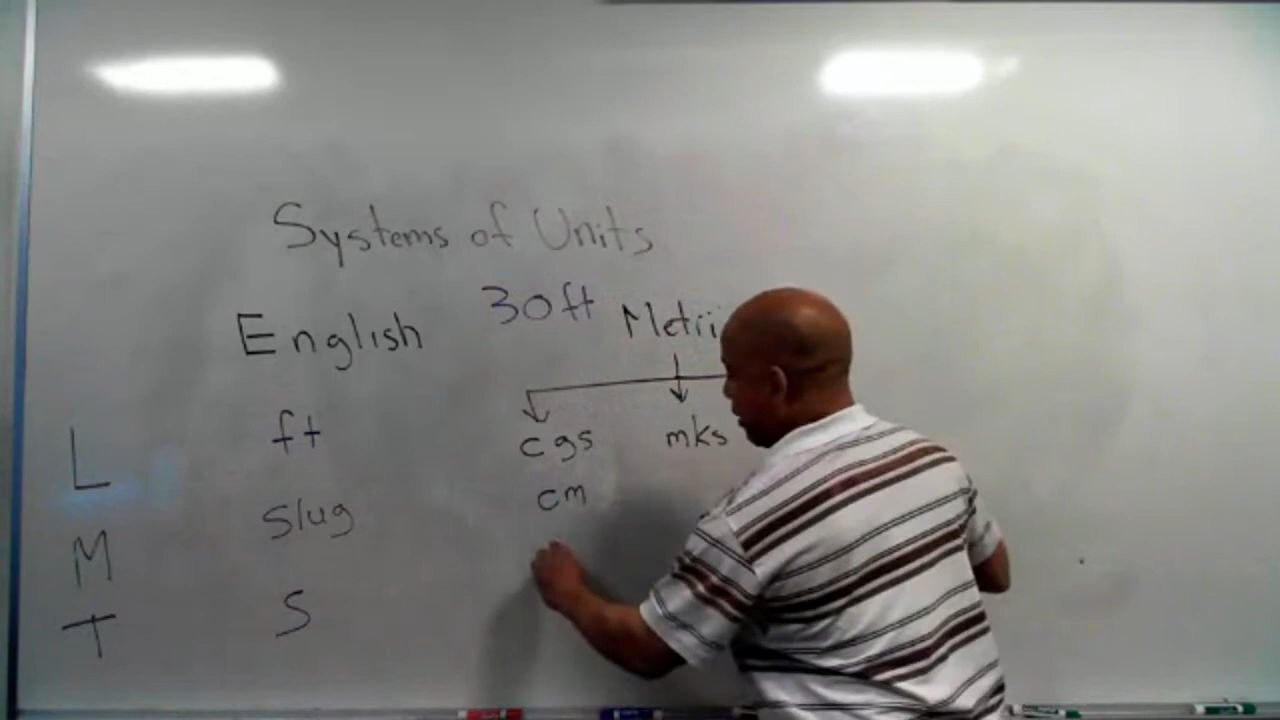 Systems of Units
English 30ft Metri
cgs mks
L ft cm
M slug
T S